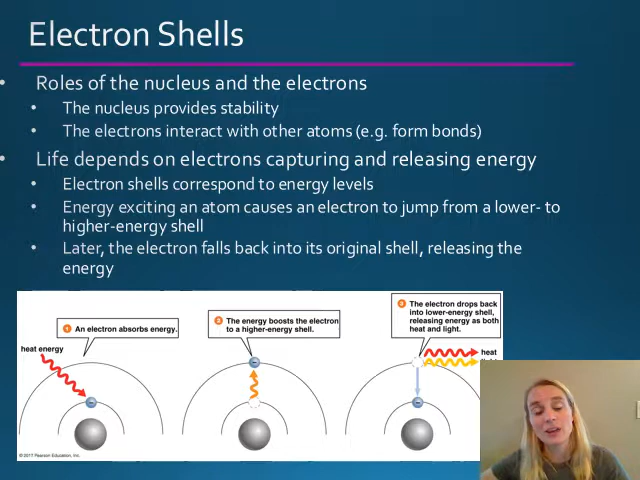 Electron Shells
• Roles of the nucleus and the electrons
• The nucleus provides stability
• The electrons interact with other atoms (e.g. form bonds)
• Life depends on electrons capturing and releasing energy
• Electron shells correspond to energy levels
• Energy exciting an atom causes an electron to jump from a lower- to
higher-energy shell
• Later, the electron falls back into its original shell, releasing the
energy
1 An electron absorbs energy.
heat energy
2 The energy boosts the electron
to a higher-energy shell.
3 The electron drops back
into lower-energy shell,
releasing energy as both
heat and light.
heat
© 2017 Pearson Education, Inc.